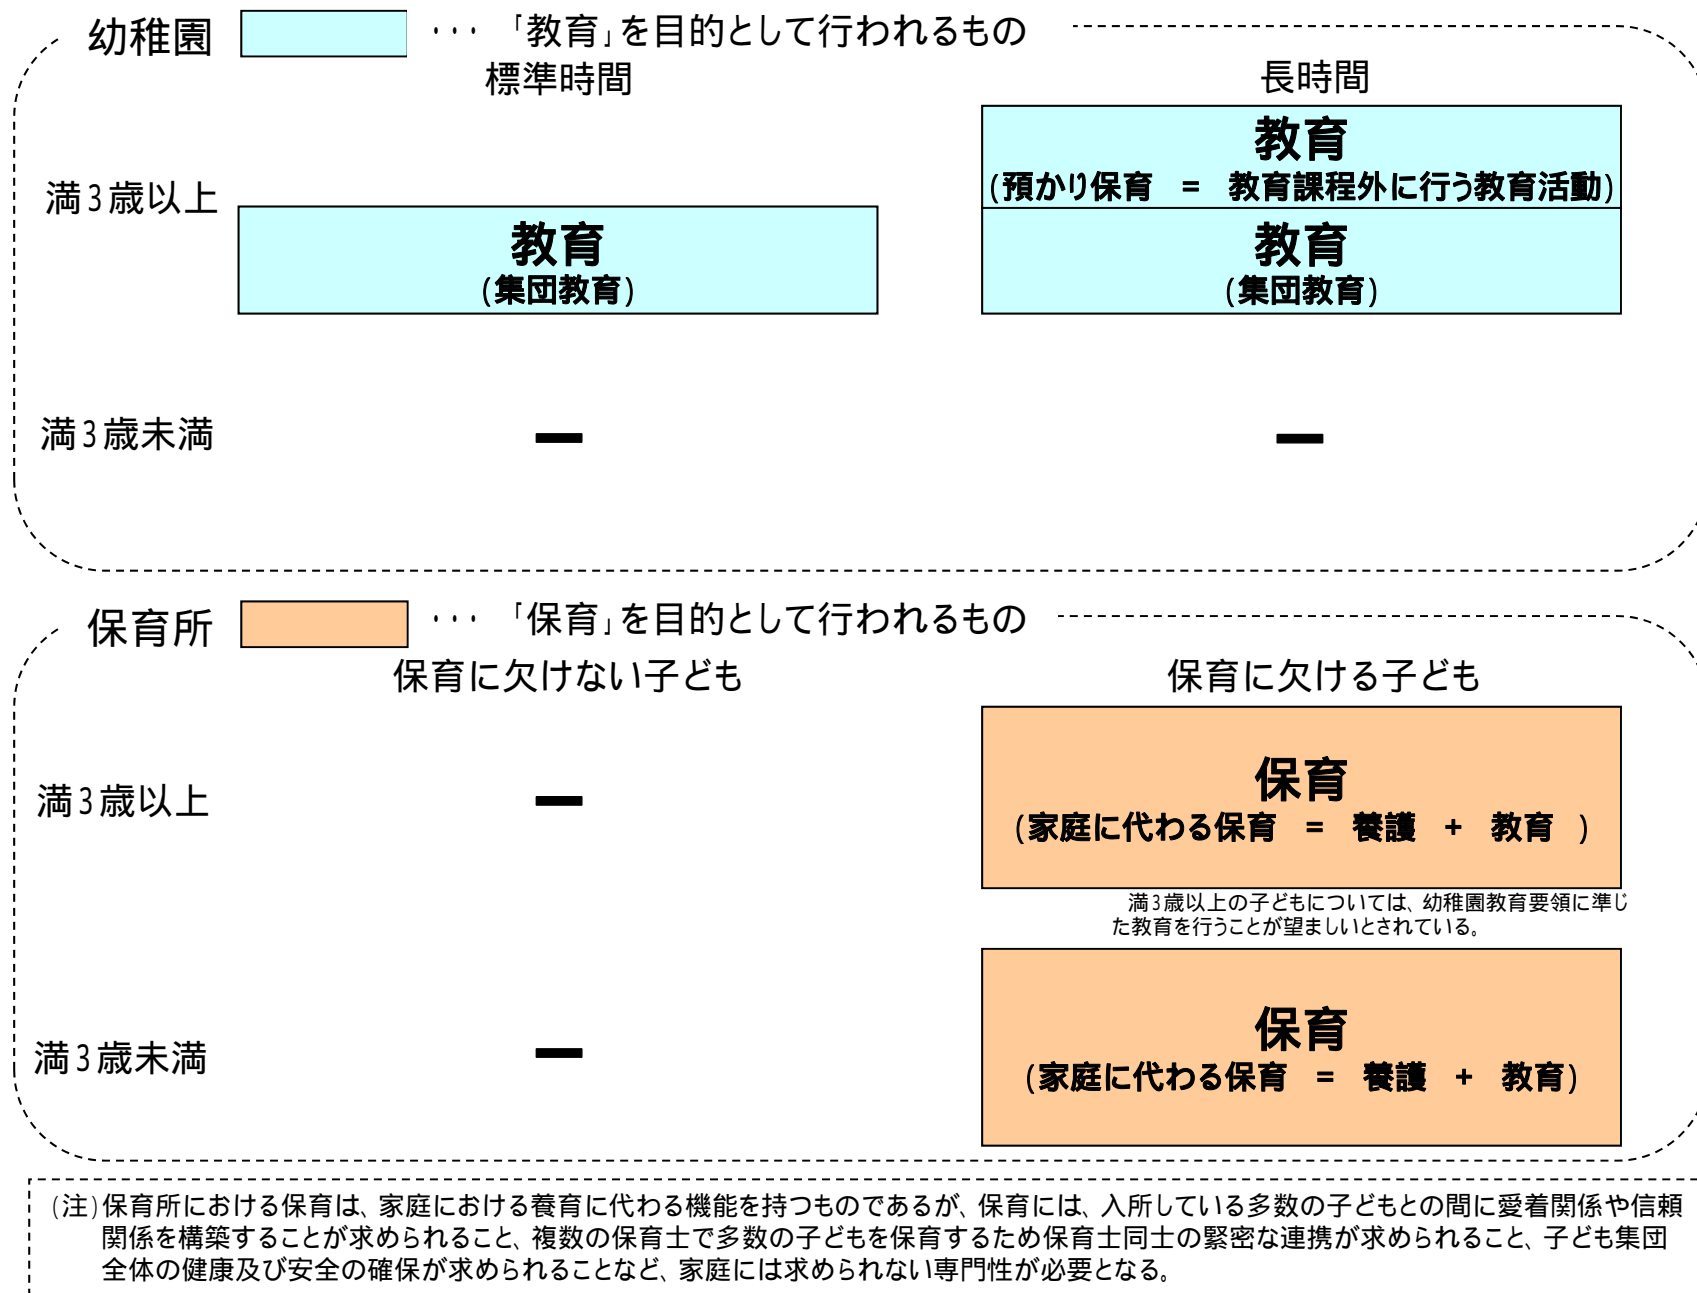 幼稚園 ・・・ 「教育」を目的として行われるもの
標準時間 長時間
教育
(預かり保育 = 教育課程外に行う教育活動)
満3歳以上
教育 教育
(集団教育) (集団教育)
満3歳未満 ー ー
保育所 ・・・ 「保育」を目的として行われるもの
保育に欠けない子ども 保育に欠ける子ども
満3歳以上 ー 保育
(家庭に代わる保育 = 養護 + 教育 )
満3歳以上の子どもについては、幼稚園教育要領に準じ
た教育を行うことが望ましいとされている。
満3歳未満 ー 保育
(家庭に代わる保育 = 養護 + 教育)
(注)保育所における保育は、家庭における養育に代わる機能を持つものであるが、保育には、入所している多数の子どもとの間に愛着関係や信頼
関係を構築することが求められること、複数の保育士で多数の子どもを保育するため保育士同士の緊密な連携が求められること、子ども集団
全体の健康及び安全の確保が求められることなど、家庭には求められない専門性が必要となる。